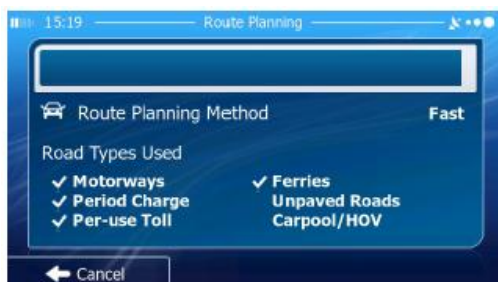 15:19 Route Planning
Route Planning Method Fast
Road Types Used
Motorways Ferries
Period Charge Unpaved Roads
Per-use Toll Carpool/HOV
Cancel